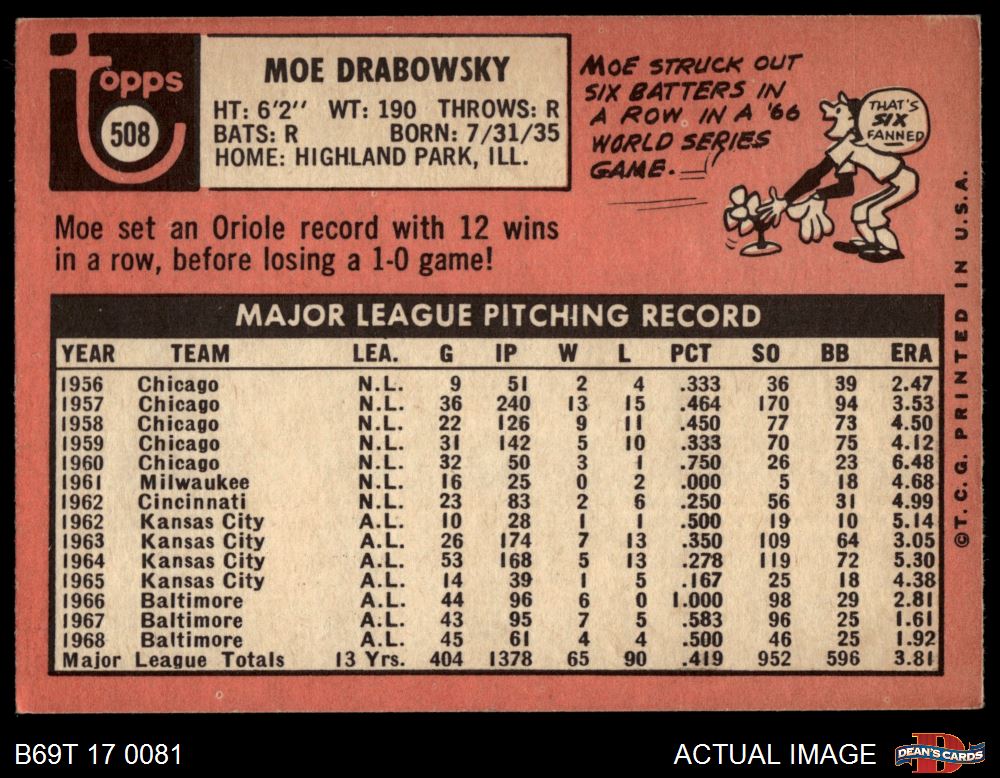 topps
508
MOE DRABOWSKY
HT: 6'2" WT: 190 THROWS: R
BATS: R BORN: 7/31/35
HOME: HIGHLAND PARK, ILL.
MOE STRUCK OUT
SIX BATTERS IN
A ROW IN A '66
WORLD SERIES
GAME.
THAT'S
SIX
FANNED
Moe set an Oriole record with 12 wins
in a row, before losing a 1-0 game!
MAJOR LEAGUE PITCHING RECORD
YEAR TEAM LEA. G IP W L PCT SO BB ERA
1956 Chicago N.L. 9 51 2 4 .333 36 39 2.47
1957 Chicago N.L. 36 240 13 15 .464 170 94 3.53
1958 Chicago N.L. 22 126 9 11 .450 77 73 4.50
1959 Chicago N.L. 31 142 5 10 .333 70 75 4.12
1960 Chicago N.L. 32 50 3 1 .750 26 23 6.48
1961 Milwaukee N.L. 16 25 0 2 .000 5 18 4.68
1962 Cincinnati N.L. 23 83 2 6 .250 56 31 4.99
1962 Kansas City A.L. 10 28 1 1 .500 19 10 5.14
1963 Kansas City A.L. 26 174 7 13 .350 109 64 3.05
1964 Kansas City A.L. 53 168 5 13 .278 119 72 5.30
1965 Kansas City A.L. 14 39 1 5 .167 25 18 4.38
1966 Baltimore A.L. 44 96 6 0 1.000 98 29 2.81
1967 Baltimore A.L. 43 95 7 5 .583 96 25 1.61
1968 Baltimore A.L. 45 61 4 4 .500 46 25 1.92
Major League Totals 13 Yrs. 404 1378 65 90 .419 952 596 3.81
© T. C. G. PRINTED IN U.S.A.
B69T 17 0081
ACTUAL IMAGE
DEAN'S CARDS